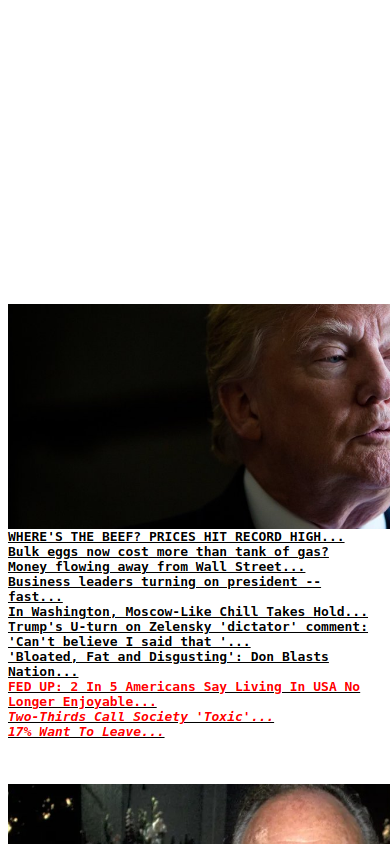 WHERE'S THE BEEF? PRICES HIT RECORD HIGH...
Bulk eggs now cost more than tank of gas?
Money flowing away from Wall Street...
Business leaders turning on president --
fast...
In Washington, Moscow-Like Chill Takes Hold...
Trump's U-turn on Zelensky 'dictator' comment:
'Can't believe I said that '...
'Bloated, Fat and Disgusting': Don Blasts
Nation...
FED UP: 2 In 5 Americans Say Living In USA No
Longer Enjoyable...
Two-Thirds Call Society 'Toxic'...
17% Want To Leave...